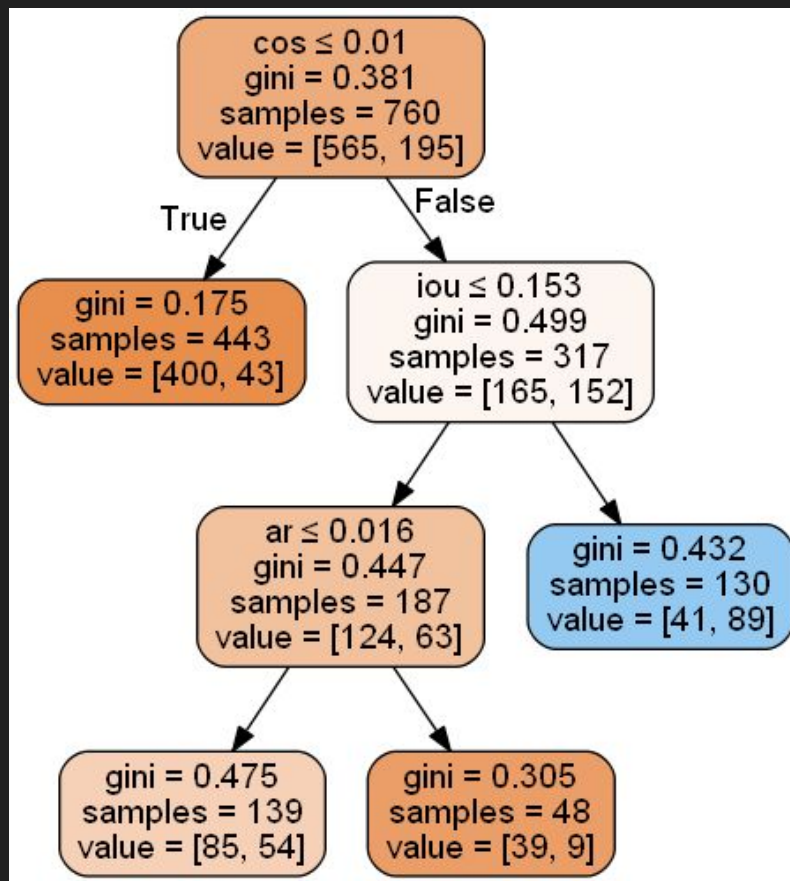 cos ≤ 0.01
gini = 0.381
samples = 760
value = [565, 195]
True
False
gini = 0.175
samples = 443
value = [400, 43]
iou ≤ 0.153
gini = 0.499
samples = 317
value = [165, 152]
ar ≤ 0.016
gini = 0.447
samples = 187
value = [124, 63]
gini = 0.432
samples = 130
value = [41, 89]
gini = 0.475
samples = 139
value = [85, 54]
gini = 0.305
samples = 48
value = [39, 9]